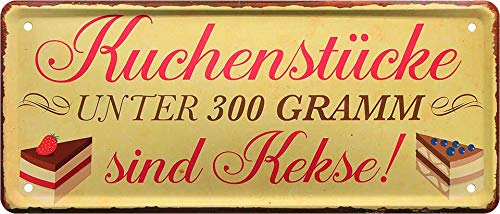 Kuchenstücke
UNTER 300 GRAMM
sind Kekse!